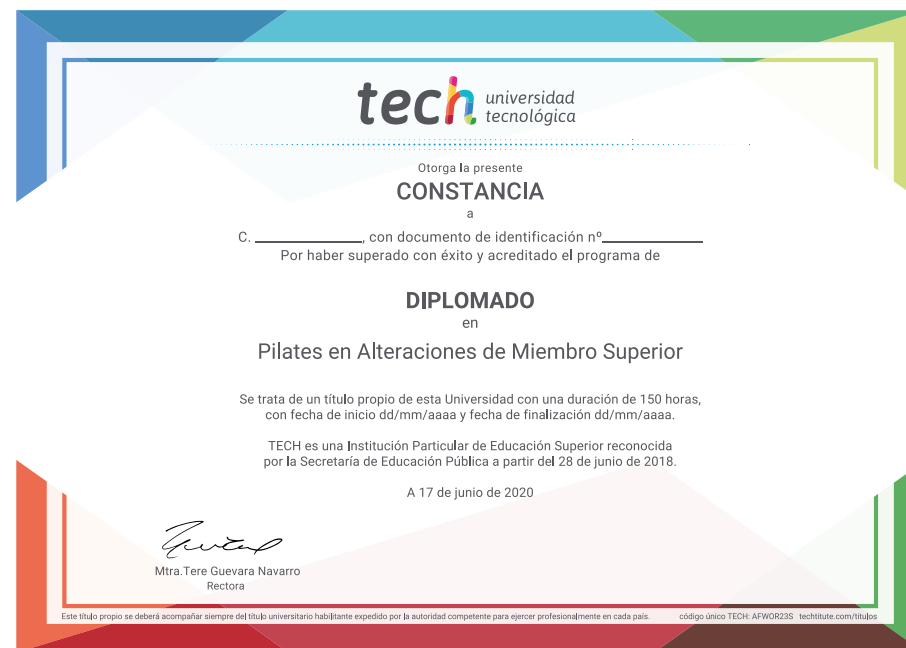 tech universidad
tecnológica
Otorga la presente
CONSTANCIA
a
C. ________________, con documento de identificación nº_______________
Por haber superado con éxito y acreditado el programa de
DIPLOMADO
en
Pilates en Alteraciones de Miembro Superior
Se trata de un título propio de esta Universidad con una duración de 150 horas,
con fecha de inicio dd/mm/aaaa y fecha de finalización dd/mm/aaaa.
TECH es una Institución Particular de Educación Superior reconocida
por la Secretaría de Educación Pública a partir del 28 de junio de 2018.
A 17 de junio de 2020
Mtra.Tere Guevara Navarro
Rectora
Este título propio se deberá acompañar siempre del título universitario habilitante expedido por la autoridad competente para ejercer profesionalmente en cada país. código único TECH: AFWOR23S techtitute.com/titulos